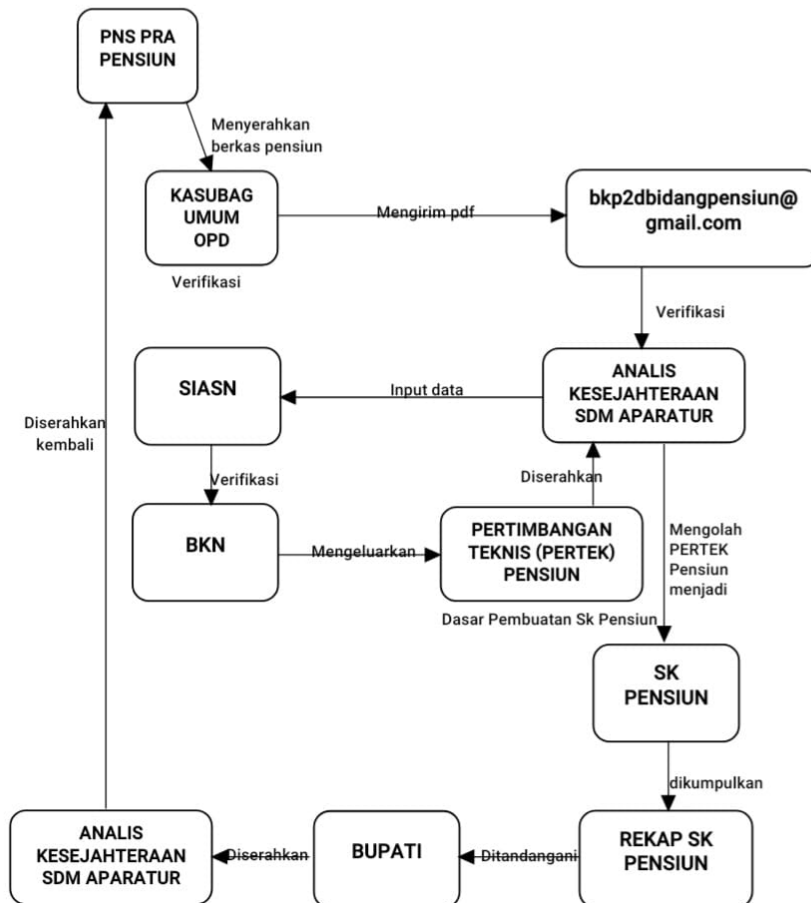 PNS PRA
PENSIUN
Menyerahkan
berkas pensiun
KASUBAG
UMUM
OPD
Verifikasi
Mengirim pdf
bkp2dbidangpensiun@
gmail.com
Verifikasi
ANALIS
KESEJAHTERAAN
SDM APARATUR
Input data
SIASN
Verifikasi
BKN
Mengeluarkan
PERTIMBANGAN
TEKNIS (PERTEK)
PENSIUN
Dasar Pembuatan Sk Pensiun
Diserahkan
Mengolah
PERTEK
Pensiun
menjadi
SK
PENSIUN
dikumpulkan
REKAP SK
PENSIUN
Ditandangani
BUPATI
Diserahkan
ANALIS
KESEJAHTERAAN
SDM APARATUR
Diserahkan
kembali